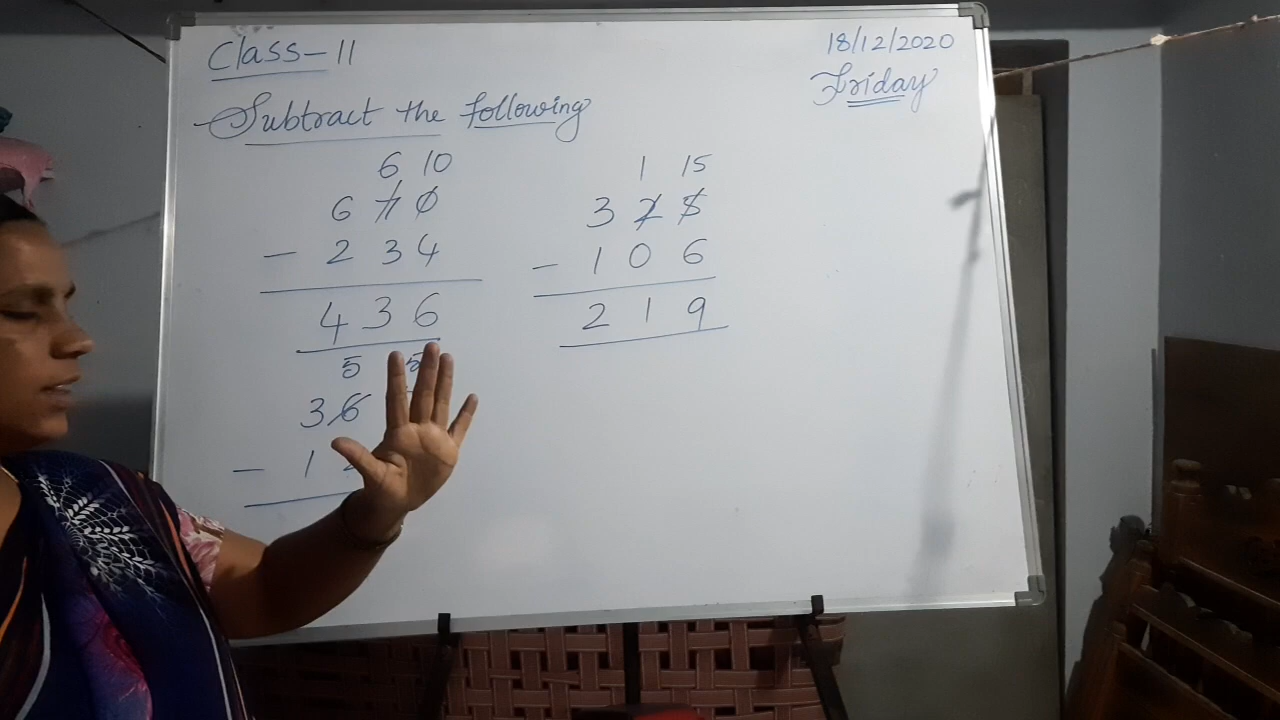 Class-II
18/12/2020
Friday
Subtract the following
6 10
6 7 0
- 2 3 4
4 3 6
1 15
3 2 5
- 1 0 6
2 1 9
5
3 6
- 1